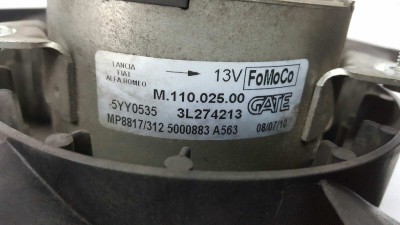 LANCIA
FIAT
ALFA ROMEO
13V FoMoCo
M.110.025.00 GATE
5YY0535 3L274213
MP8817/312 5000883 A563 08/07/10